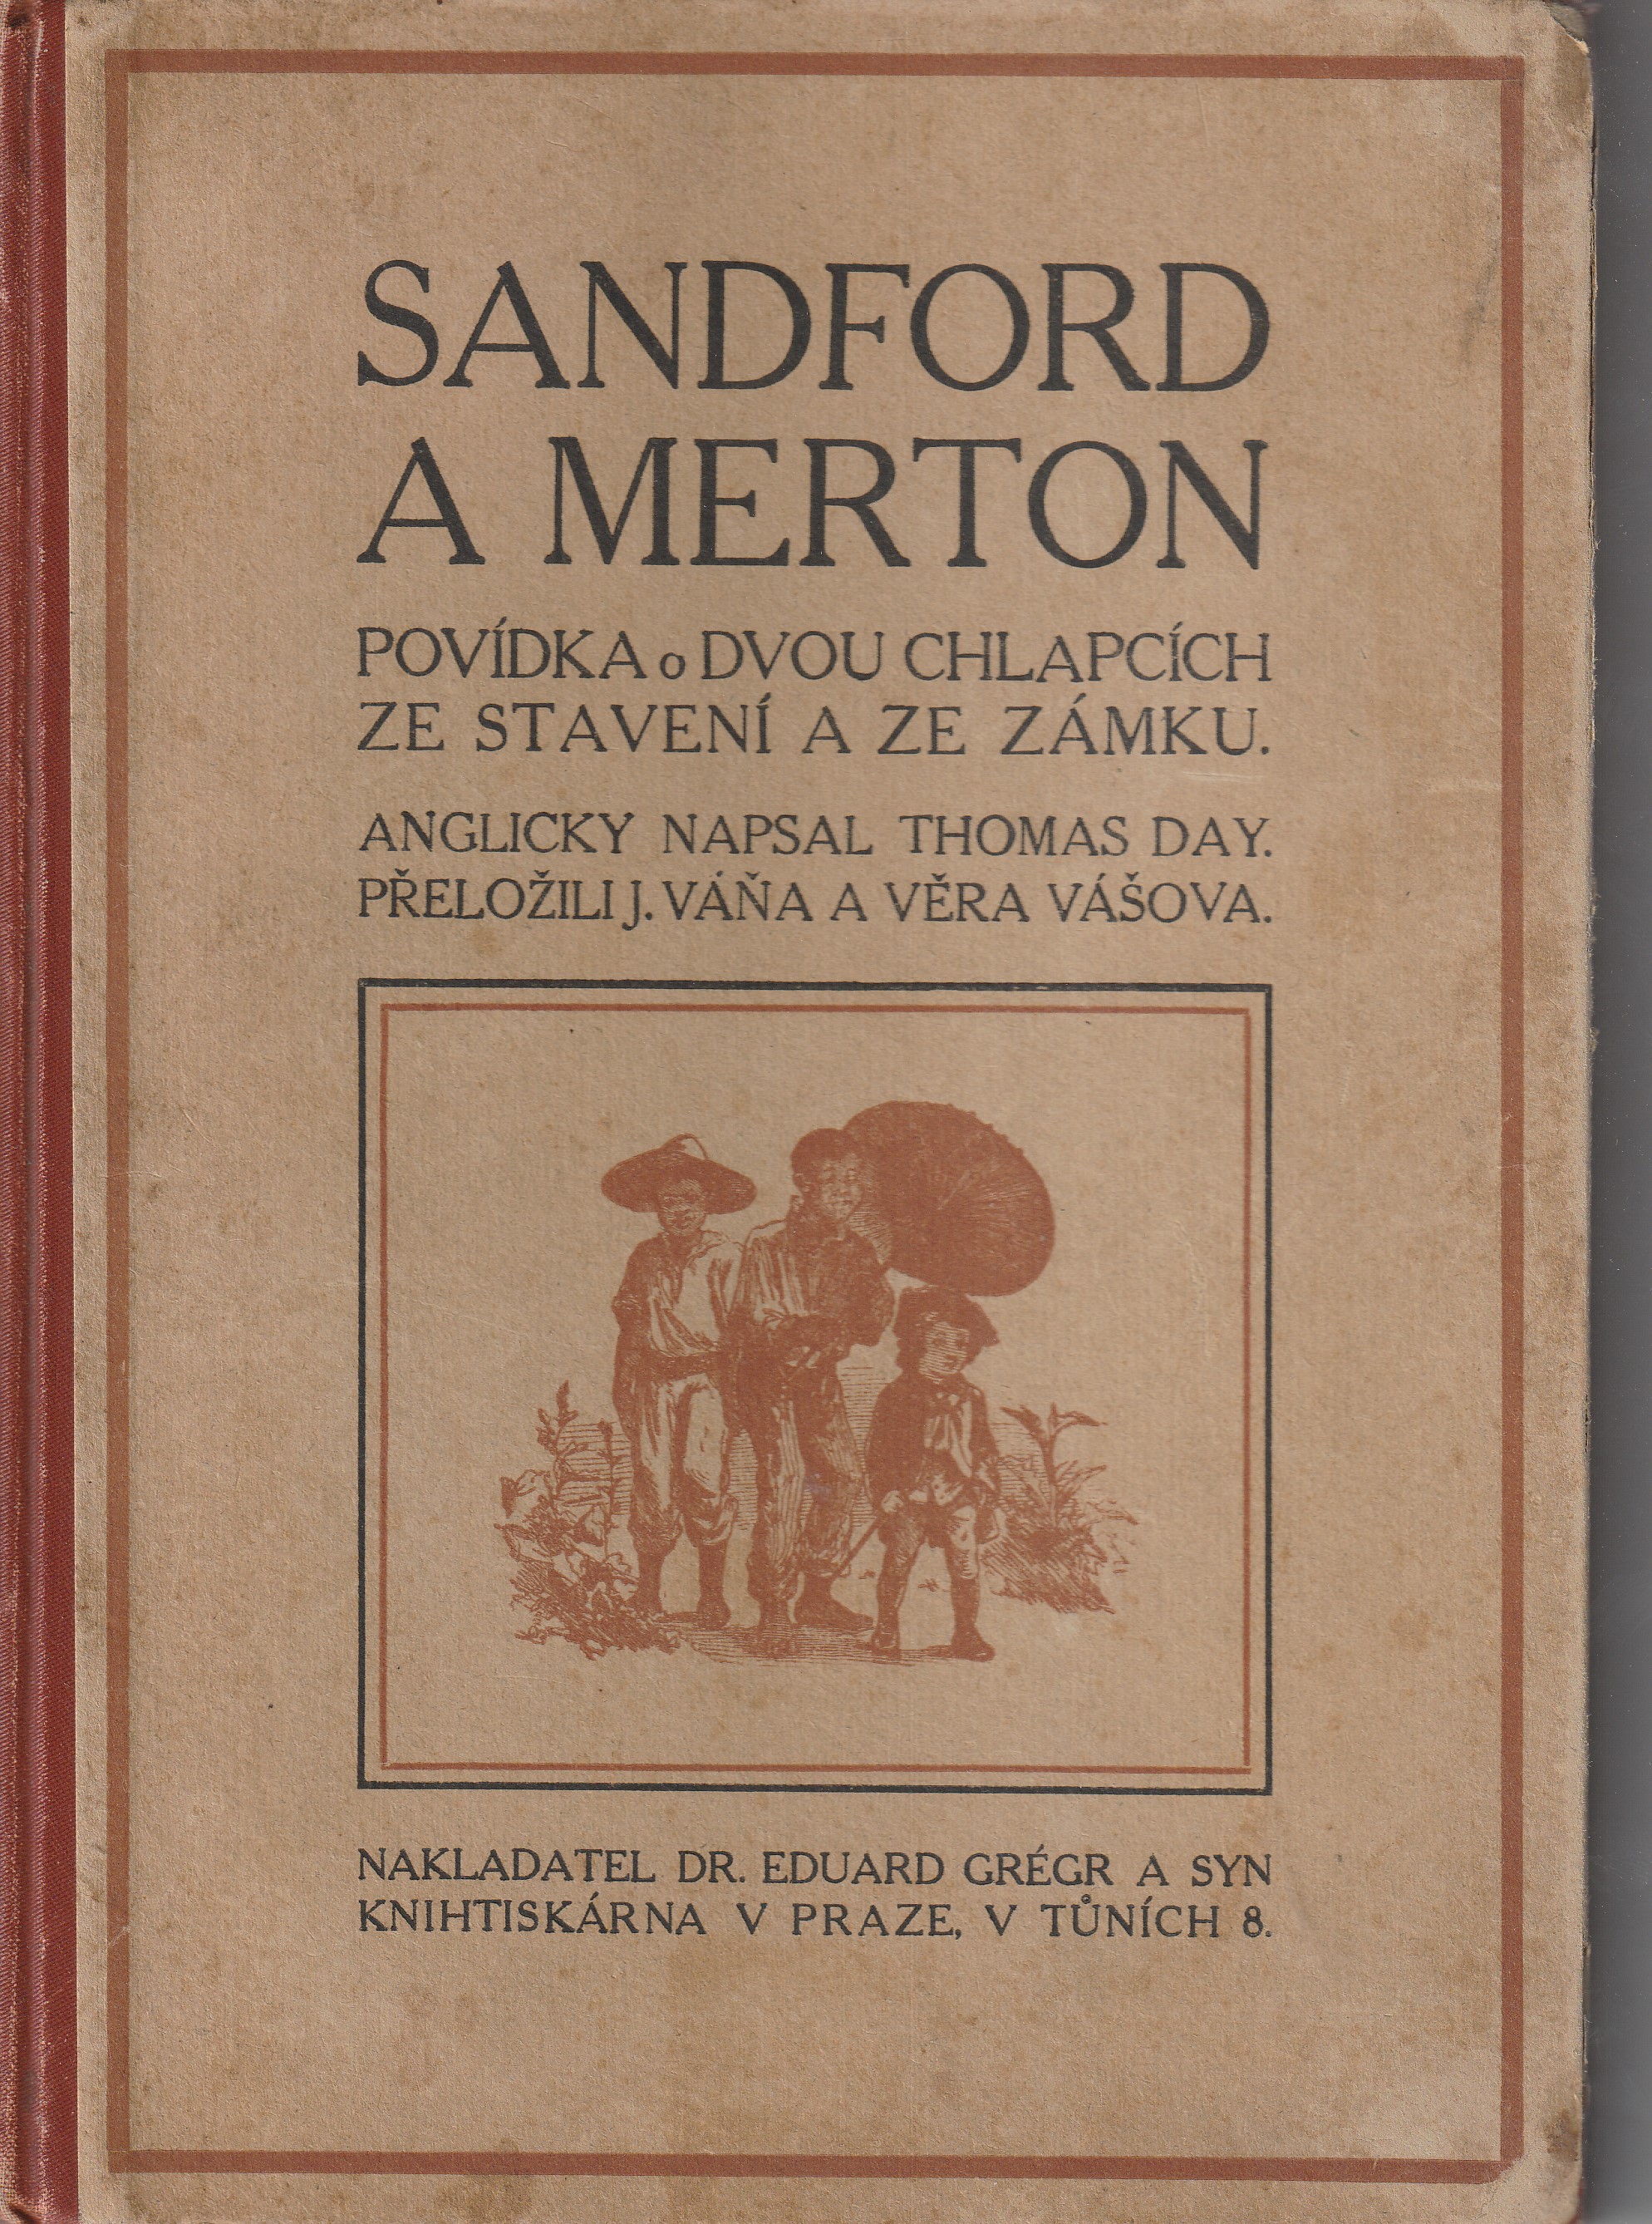 SANDFORD
A MERTON
POVÍDKA o DVOU CHLAPCÍCH
ZE STAVENÍ A ZE ZÁMKU.
ANGLICKY NAPSAL THOMAS DAY.
PŘELOŽILI J. VÁŇA A VĚRA VÁŠOVA.
NAKLADATEL DR. EDUARD GRÉGR A SYN
KNIHTISKÁRNA V PRAZE, V TŮNÍCH 8.